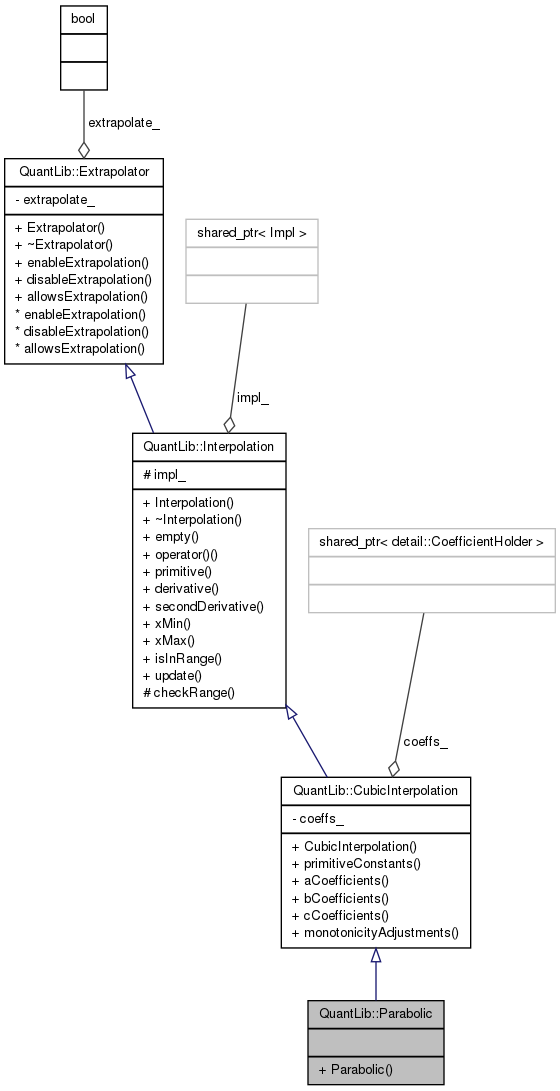 bool
extrapolate_
QuantLib::Extrapolator
- extrapolate_
+ Extrapolator()
+ ~Extrapolator()
+ enableExtrapolation()
+ disableExtrapolation()
+ allowsExtrapolation()
* enableExtrapolation()
* disableExtrapolation()
* allowsExtrapolation()
shared_ptr< Impl >
impl_
QuantLib::Interpolation
# impl_
+ Interpolation()
+ ~Interpolation()
+ empty()
+ operator()()
+ primitive()
+ derivative()
+ secondDerivative()
+ xMin()
+ xMax()
+ isInRange()
+ update()
# checkRange()
shared_ptr< detail::CoefficientHolder >
coeffs_
QuantLib::CubicInterpolation
- coeffs_
+ CubicInterpolation()
+ primitiveConstants()
+ aCoefficients()
+ bCoefficients()
+ cCoefficients()
+ monotonicityAdjustments()
QuantLib::Parabolic
+ Parabolic()